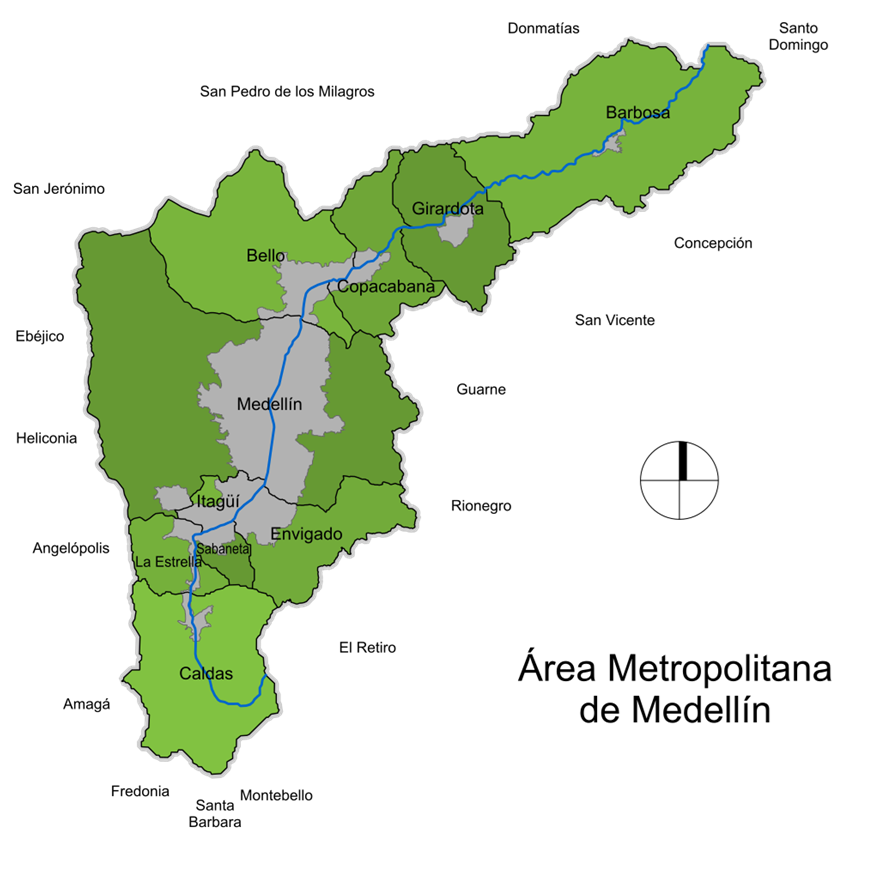 Donmatías
Santo
Domingo
San Pedro de los Milagros
Barbosa
San Jerónimo
Girardota
Concepción
Bello
Copacabana
San Vicente
Ebéjico
Guarne
Medellín
Heliconia
Itagüí
Rionegro
Envigado
Angelópolis
Sabaneta
La Estrella
El Retiro
Área Metropolitana
de Medellín
Caldas
Amagá
Fredonia
Montebello
Santa
Barbara